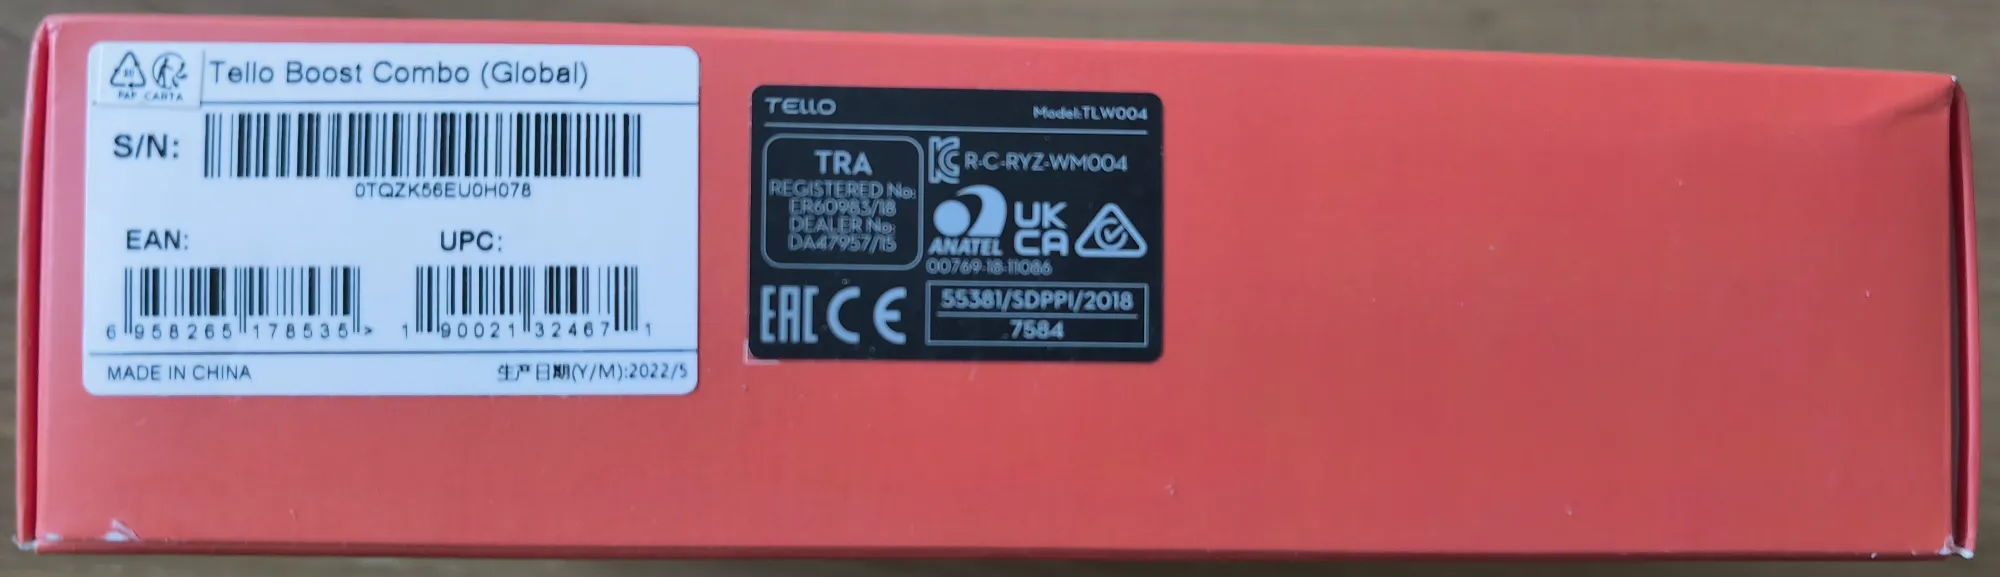 Tello Boost Combo (Global)
PAP CARTA
S/N:
0TQZK56EU0H078
EAN:
UPC:
6 958265 178535 >
1 90021 32467 1
MADE IN CHINA
生产日期(Y/M):2022/5
TELLO
Model:TLW004
TRA
REGISTERED No:
ER60983/18
DEALER No:
DA47957/15
R-C-RYZ-WM004
ANATEL
00769-18-11086
UK
CA
EAC CE
55381/SDPPI/2018
7584